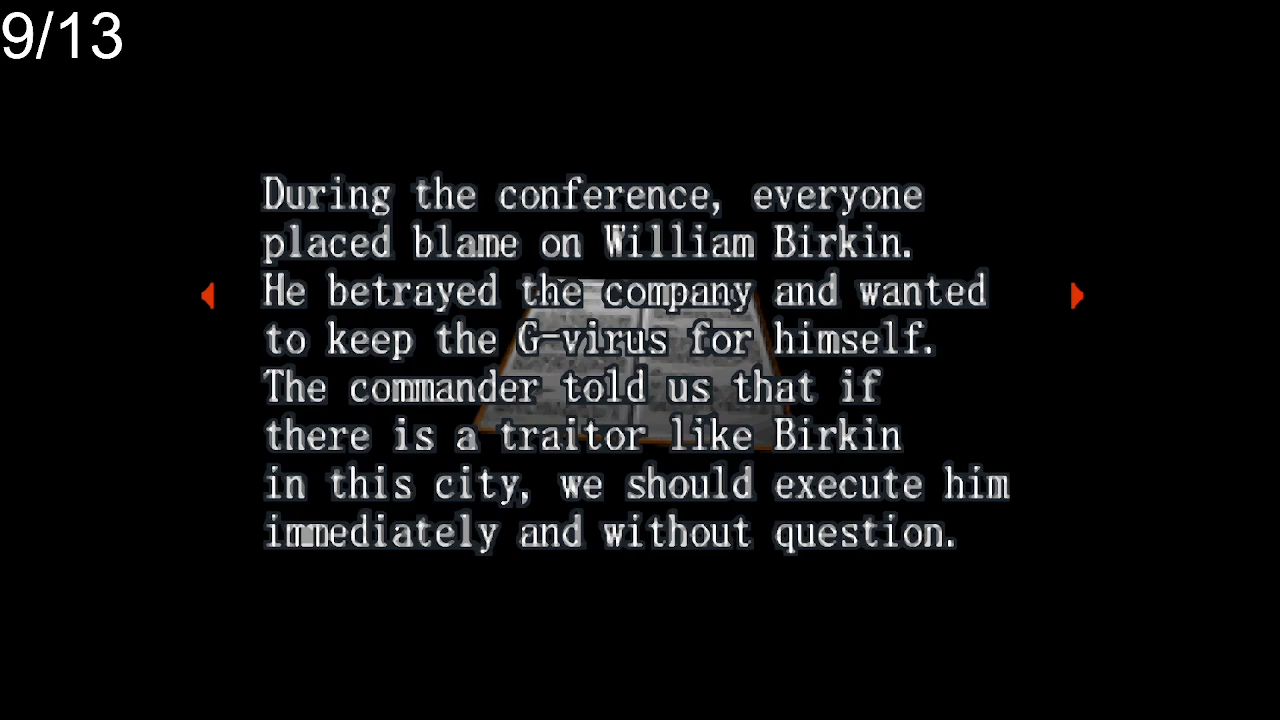 9/13
During the conference, everyone
placed blame on William Birkin.
He betrayed the company and wanted
to keep the G-virus for himself.
The commander told us that if
there is a traitor like Birkin
in this city, we should execute him
immediately and without question.